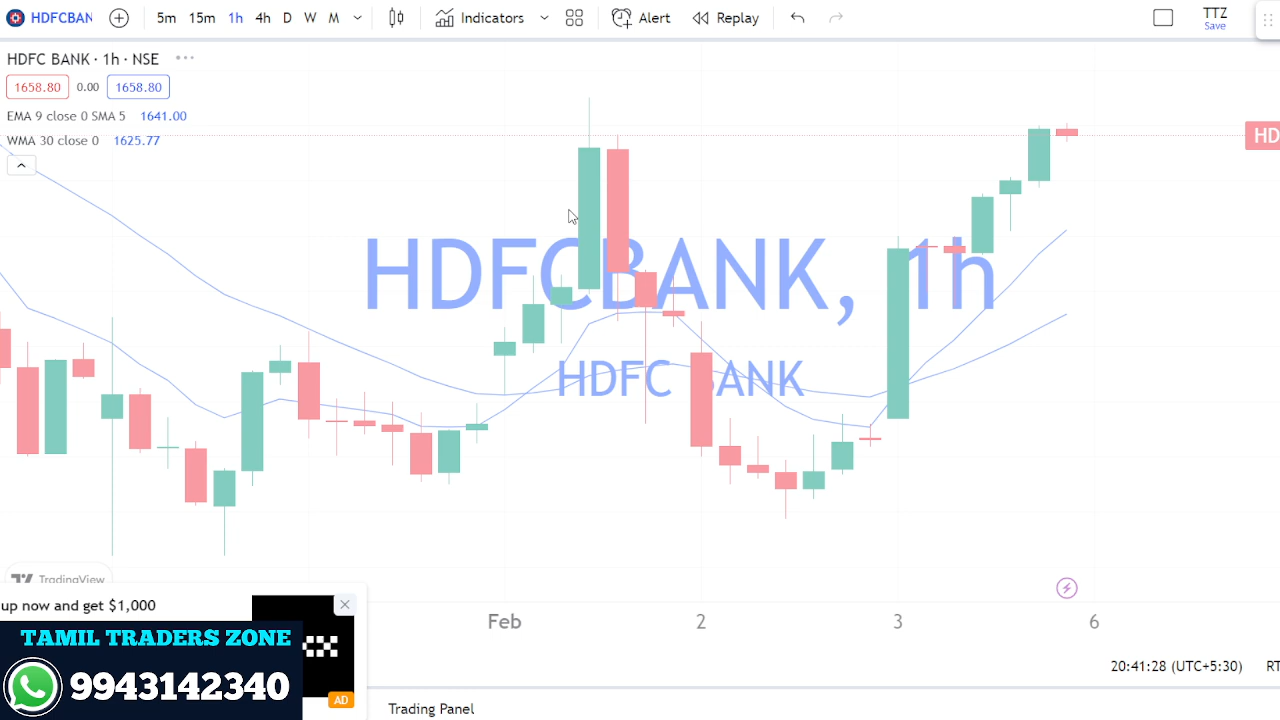 HDFCBANK 5m 15m 1h 4h D W M Indicators Alert Replay TTZ
Save
HDFC BANK · 1h · NSE
1658.80 0.00 1658.80
EMA 9 close 0 SMA 5 1641.00
WMA 30 close 0 1625.77
HD
HDFCBANK, 1h
HDFC BANK
TradingView
up now and get $1,000
Feb 2 3 6
TAMIL TRADERS ZONE
9943142340
AD
20:41:28 (UTC+5:30)
Trading Panel